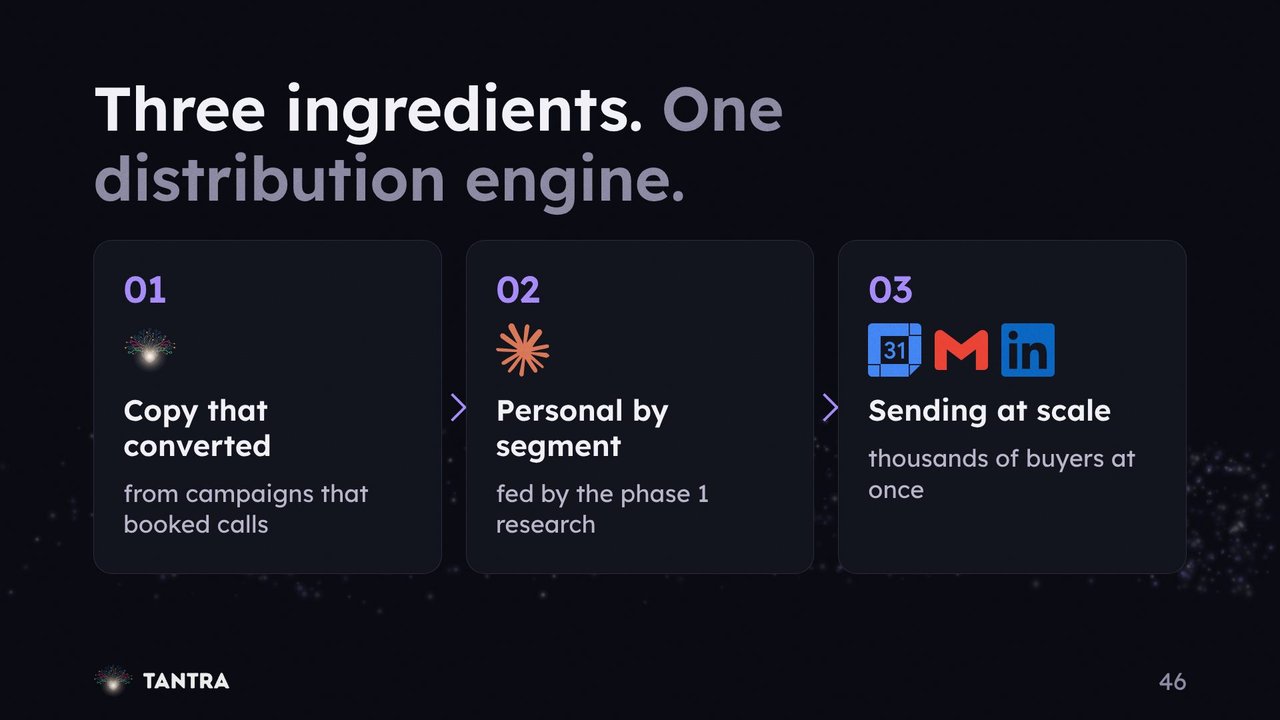 Three ingredients. One
distribution engine.
01
Copy that
converted
from campaigns that
booked calls
02
Personal by
segment
fed by the phase 1
research
03
31
in
Sending at scale
thousands of buyers at
once
TANTRA
46